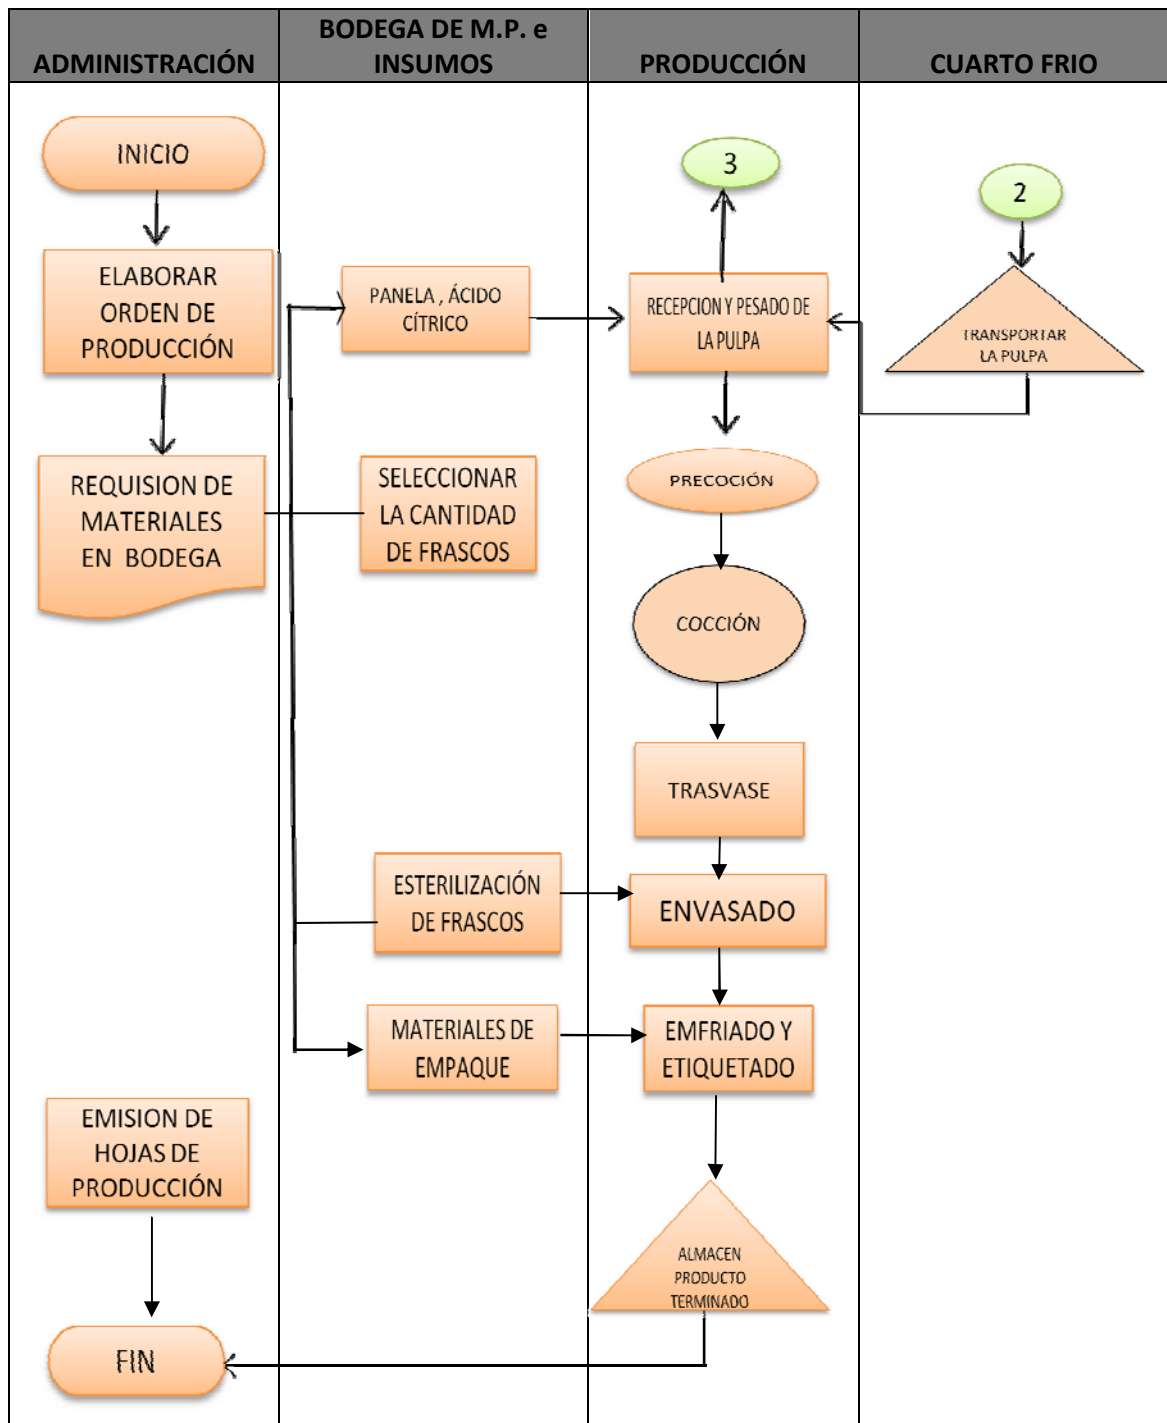 ADMINISTRACIÓN
BODEGA DE M.P. e
INSUMOS
PRODUCCIÓN
CUARTO FRIO
INICIO
ELABORAR
ORDEN DE
PRODUCCIÓN
REQUISION DE
MATERIALES
EN BODEGA
EMISION DE
HOJAS DE
PRODUCCIÓN
FIN
PANELA , ÁCIDO
CÍTRICO
SELECCIONAR
LA CANTIDAD
DE FRASCOS
ESTERILIZACIÓN
DE FRASCOS
MATERIALES DE
EMPAQUE
3
RECEPCION Y PESADO DE
LA PULPA
PRECOCIÓN
COCCIÓN
TRASVASE
ENVASADO
EMFRIADO Y
ETIQUETADO
ALMACEN
PRODUCTO
TERMINADO
2
TRANSPORTAR
LA PULPA